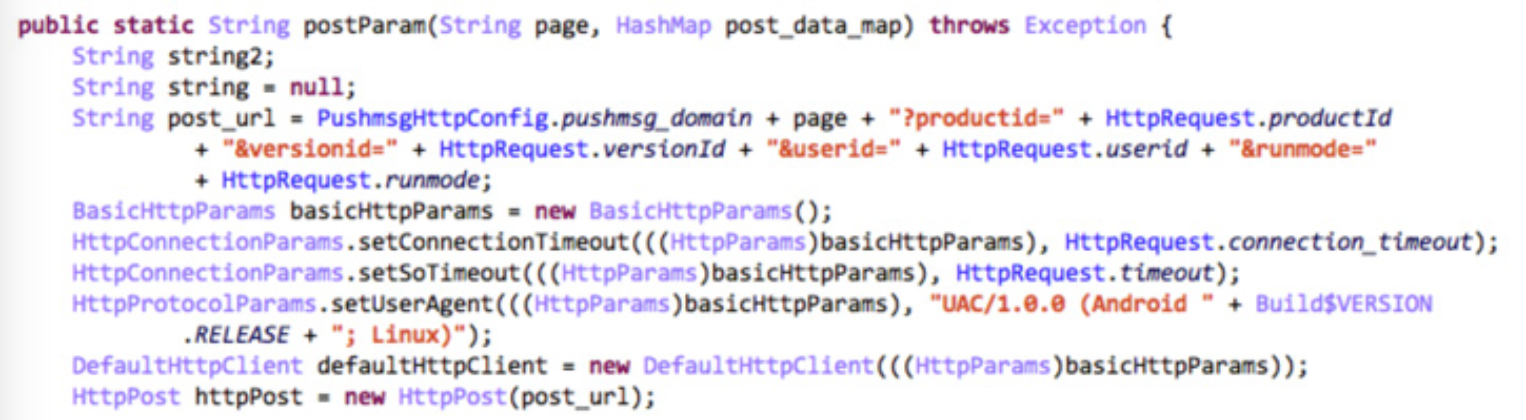 public static String postParam(String page, HashMap post_data_map) throws Exception {
String string2;
String string = null;
String post_url = PushmsgHttpConfig.pushmsg_domain + page + "?productid=" + HttpRequest.productId
+ "&versionid=" + HttpRequest.versionId + "&userid=" + HttpRequest.userid + "&runmode="
+ HttpRequest.runmode;
BasicHttpParams basicHttpParams = new BasicHttpParams();
HttpConnectionParams.setConnectionTimeout(((HttpParams)basicHttpParams), HttpRequest.connection_timeout);
HttpConnectionParams.setSoTimeout(((HttpParams)basicHttpParams), HttpRequest.timeout);
HttpProtocolParams.setUserAgent(((HttpParams)basicHttpParams), "UAC/1.0.0 (Android " + Build$VERSION
.RELEASE + "; Linux)");
DefaultHttpClient defaultHttpClient = new DefaultHttpClient(((HttpParams)basicHttpParams));
HttpPost httpPost = new HttpPost(post_url);